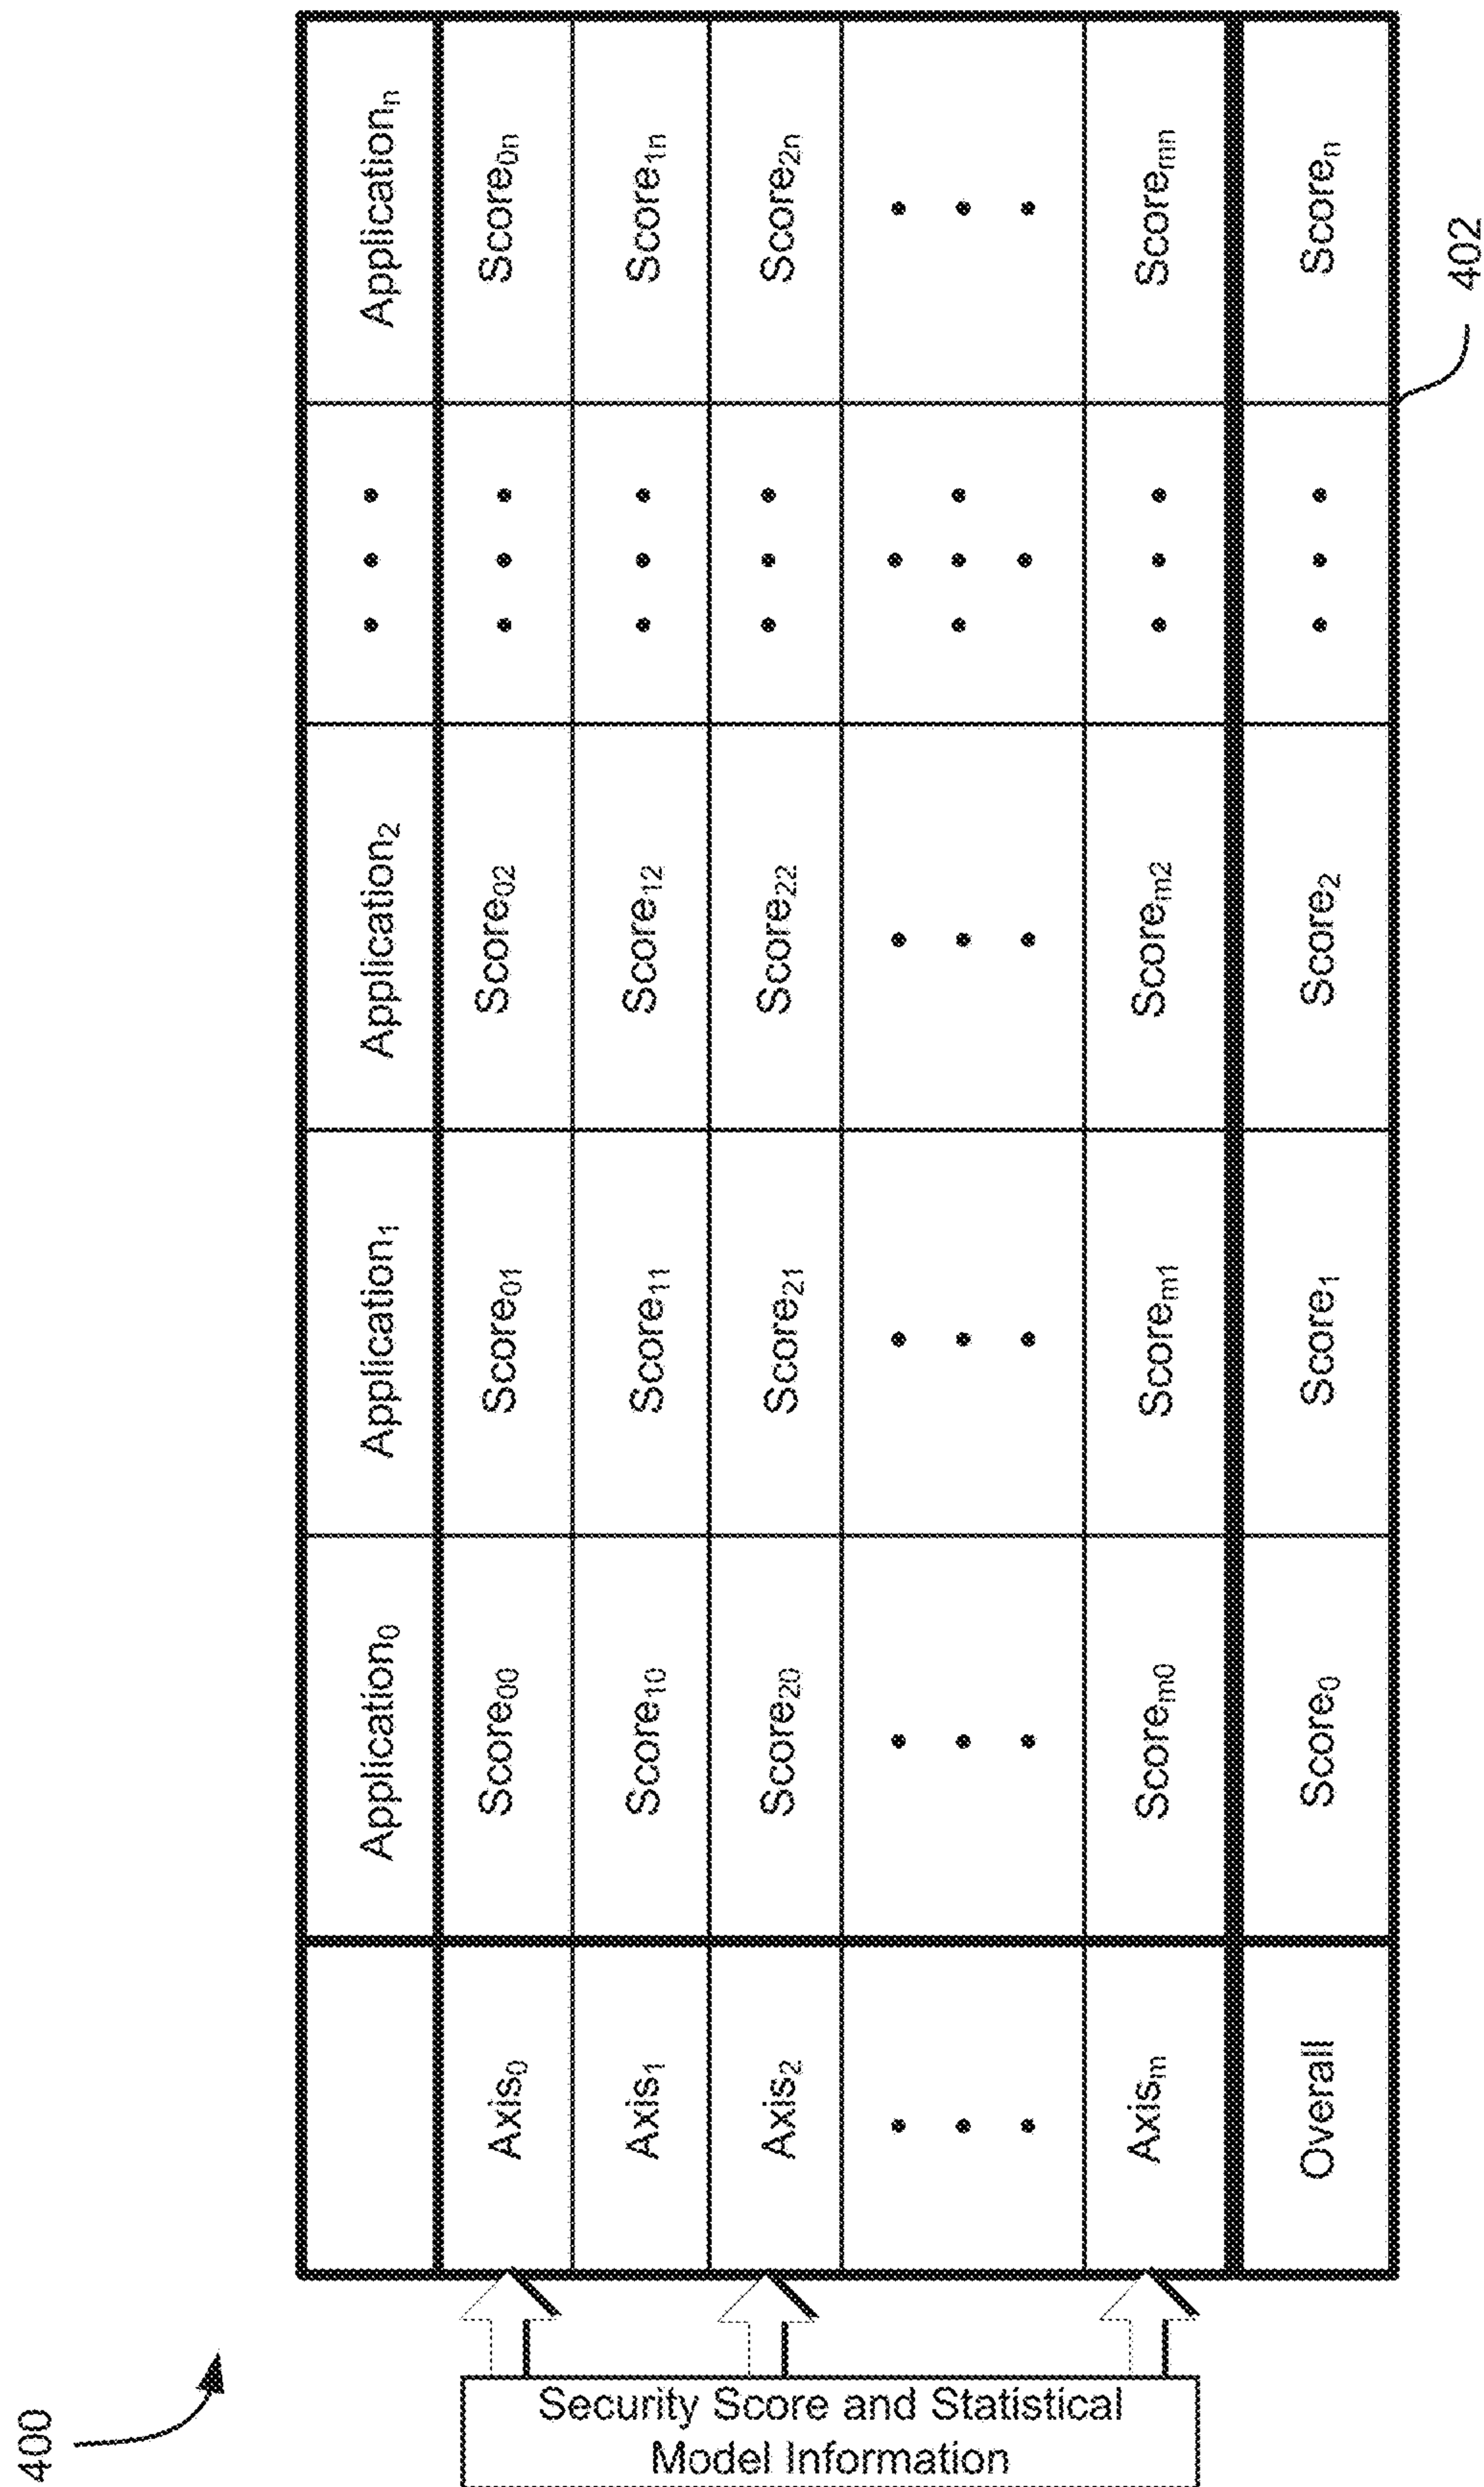 400
Security Score and Statistical
Model Information
Application₀ Application₁ Application₂ • • • Applicationₙ
Axis₀ Score₀₀ Score₀₁ Score₀₂ • • • Score₀ₙ
Axis₁ Score₁₀ Score₁₁ Score₁₂ • • • Score₁ₙ
Axis₂ Score₂₀ Score₂₁ Score₂₂ • • • Score₂ₙ
Axisₘ Scoreₘ₀ Scoreₘ₁ Scoreₘ₂ • • • Scoreₘₙ
Overall Score₀ Score₁ Score₂ • • • Scoreₙ
402